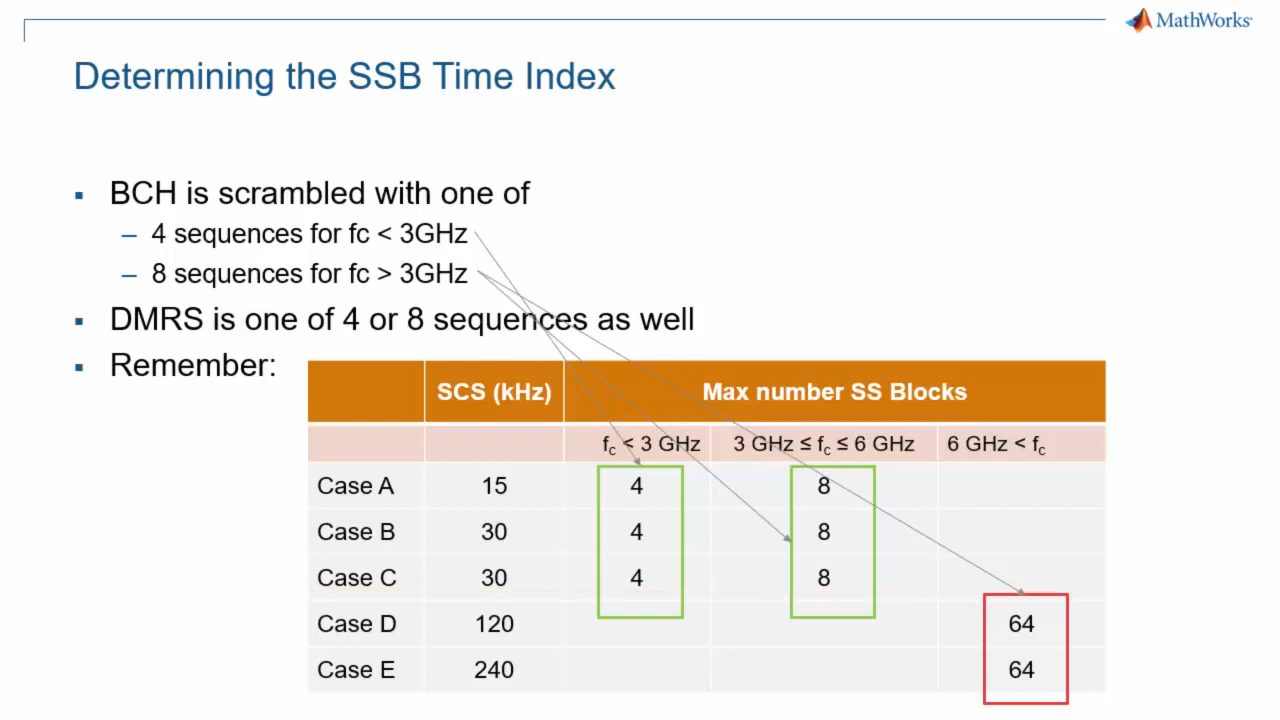 MathWorks
Determining the SSB Time Index
▪ BCH is scrambled with one of
– 4 sequences for fc < 3GHz
– 8 sequences for fc > 3GHz
▪ DMRS is one of 4 or 8 sequences as well
▪ Remember:
SCS (kHz) Max number SS Blocks
fc < 3 GHz 3 GHz ≤ fc ≤ 6 GHz 6 GHz < fc
Case A 15 4 8
Case B 30 4 8
Case C 30 4 8
Case D 120 64
Case E 240 64